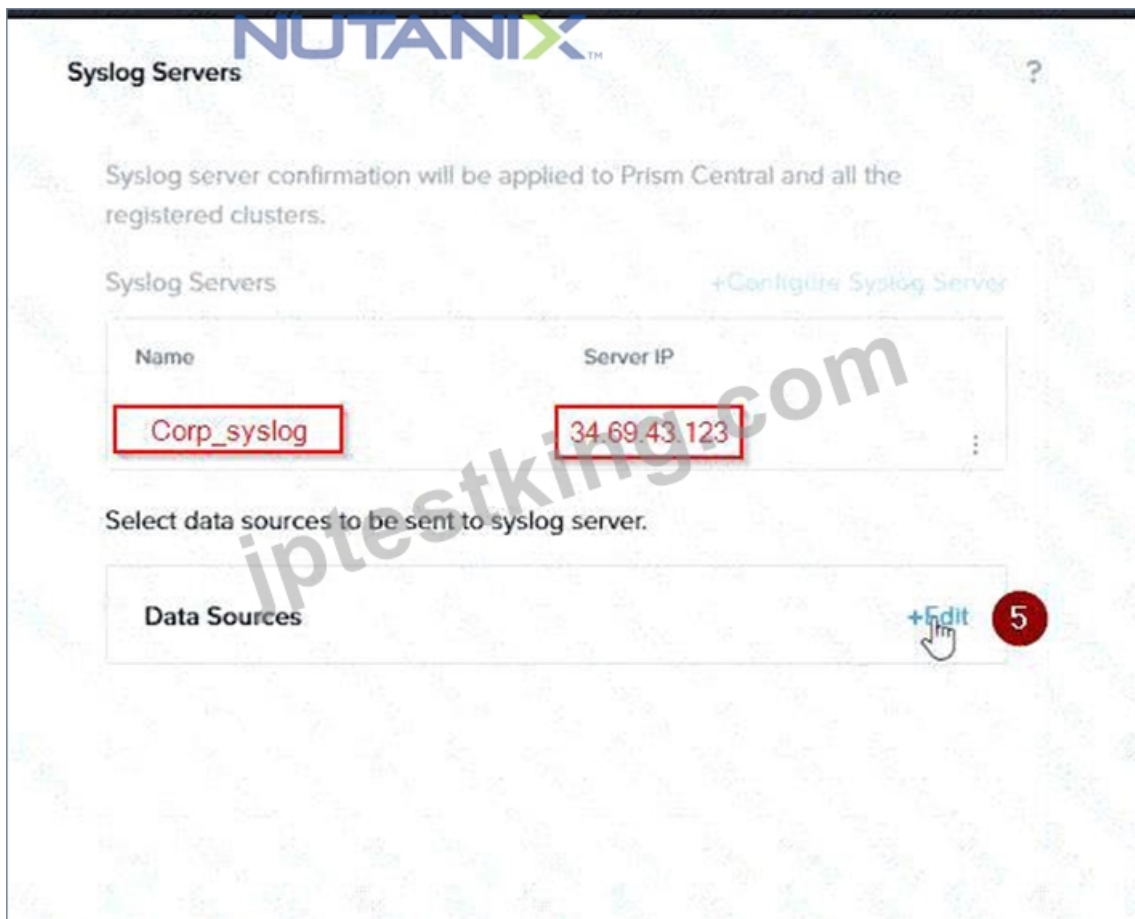 NUTANIX™
Syslog Servers ?
Syslog server confirmation will be applied to Prism Central and all the
registered clusters.
Syslog Servers +Configure Syslog Server
Name Server IP
Corp_syslog 34.69.43.123
Select data sources to be sent to syslog server.
Data Sources +Edit 5
jptestking.com